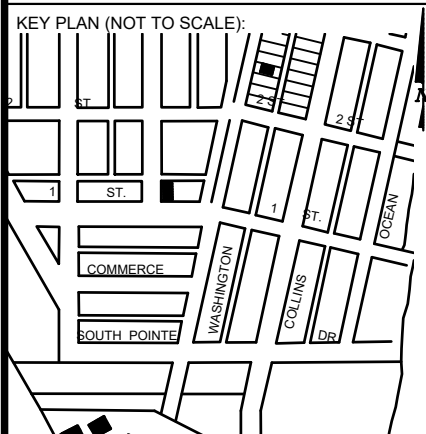 KEY PLAN (NOT TO SCALE):
2 ST.
2 ST
2 ST
N
1 ST.
1 ST.
OCEAN
COMMERCE
WASHINGTON
COLLINS
SOUTH POINTE DR